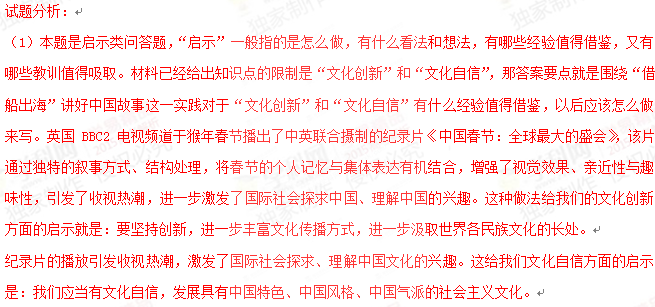 试题分析：
（1）本题是启示类问答题，“启示”一般指的是怎么做，有什么看法和想法，有哪些经验值得借鉴，又有
哪些教训值得吸取。材料已经给出知识点的限制是“文化创新”和“文化自信”，那答案要点就是围绕“借
船出海”讲好中国故事这一实践对于“文化创新”和“文化自信”有什么经验值得借鉴，以后应该怎么做
来写。英国 BBC2 电视频道于猴年春节播出了中英联合摄制的纪录片《中国春节：全球最大的盛会》，该片
通过独特的叙事方式、结构处理，将春节的个人记忆与集体表达有机结合，增强了视觉效果、亲近性与趣
味性，引发了收视热潮，进一步激发了国际社会探求中国、理解中国的兴趣。这种做法给我们的文化创新
方面的启示就是：要坚持创新，进一步丰富文化传播方式，进一步汲取世界各民族文化的长处。
纪录片的播放引发收视热潮，激发了国际社会探求、理解中国文化的兴趣。这给我们文化自信方面的启示
是：我们应当有文化自信，发展具有中国特色、中国风格、中国气派的社会主义文化。